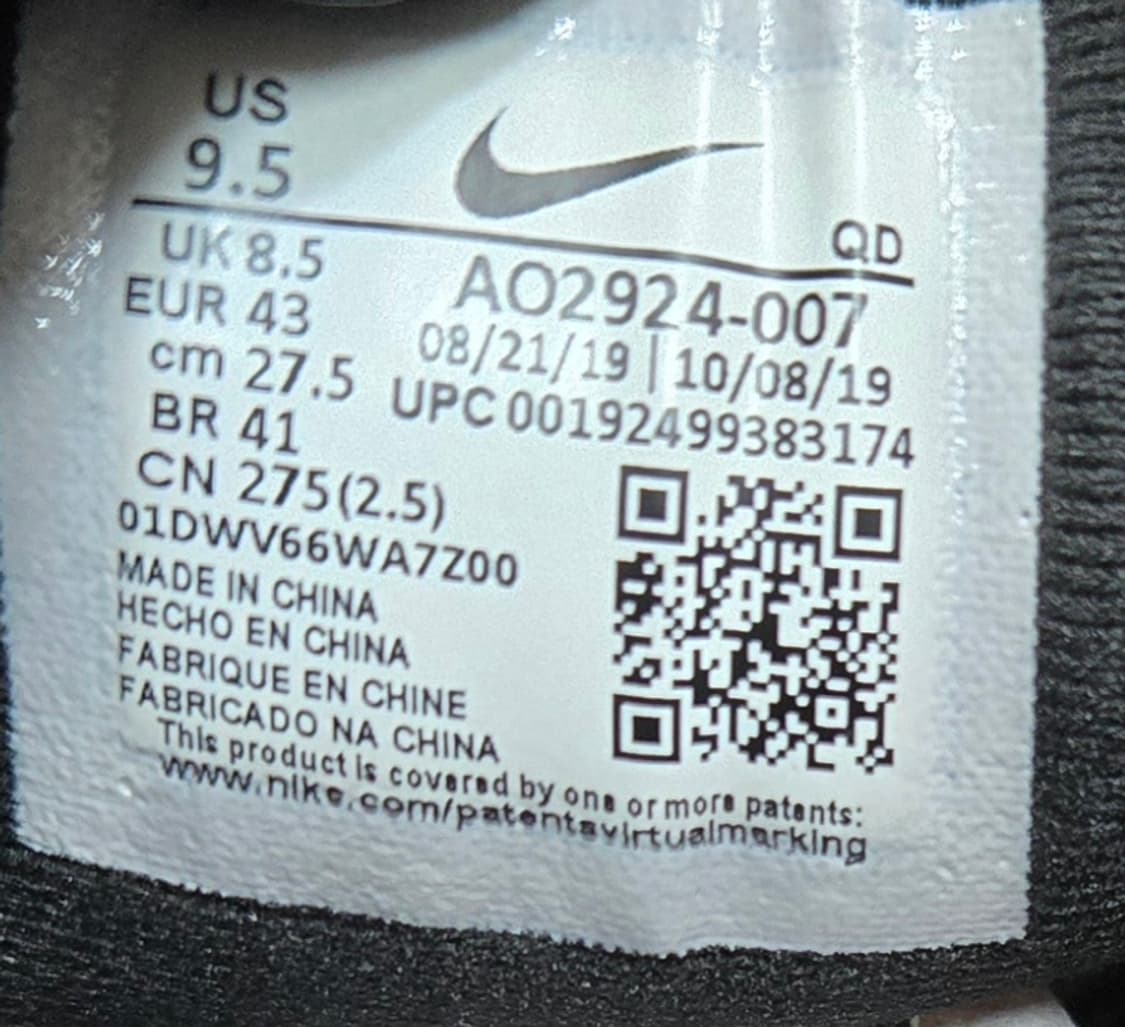 US
9.5
QD
UK 8.5
EUR 43
cm 27.5
BR 41
CN 275(2.5)
AO2924-007
08/21/19 | 10/08/19
UPC 00192499383174
01DWV66WA7Z00
MADE IN CHINA
HECHO EN CHINA
FABRIQUE EN CHINE
FABRICADO NA CHINA
This product is covered by one or more patents:
www.nike.com/patentsvirtualmarking